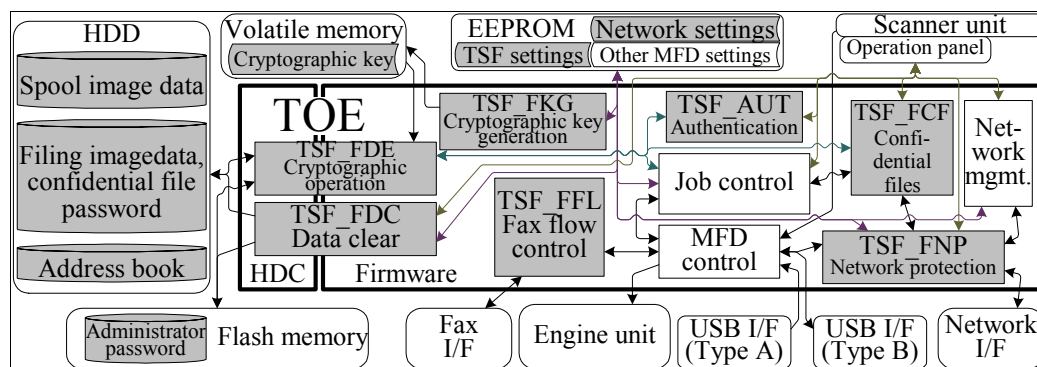 HDD
Spool image data
Filing imagedata,
confidential file
password
Address book
Volatile memory
Cryptographic key
EEPROM
Network settings
TSF settings
Other MFD settings
Scanner unit
Operation panel
TOE
TSF_FKG
Cryptographic key
generation
TSF_AUT
Authentication
TSF_FCF
Confi-
dential
files
Net-
work
mgmt.
TSF_FDE
Cryptographic
operation
Job control
TSF_FDC
Data clear
TSF_FFL
Fax flow
control
MFD
control
TSF_FNP
Network protection
HDC
Firmware
Administrator
password
Flash memory
Fax
I/F
Engine unit
USB I/F
(Type A)
USB I/F
(Type B)
Network
I/F